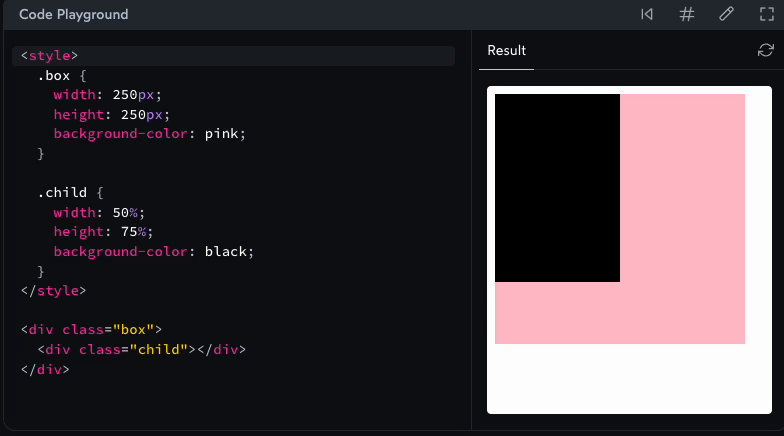 Code Playground
<style>
.box {
width: 250px;
height: 250px;
background-color: pink;
}
.child {
width: 50%;
height: 75%;
background-color: black;
}
</style>
<div class="box">
<div class="child"></div>
</div>
Result